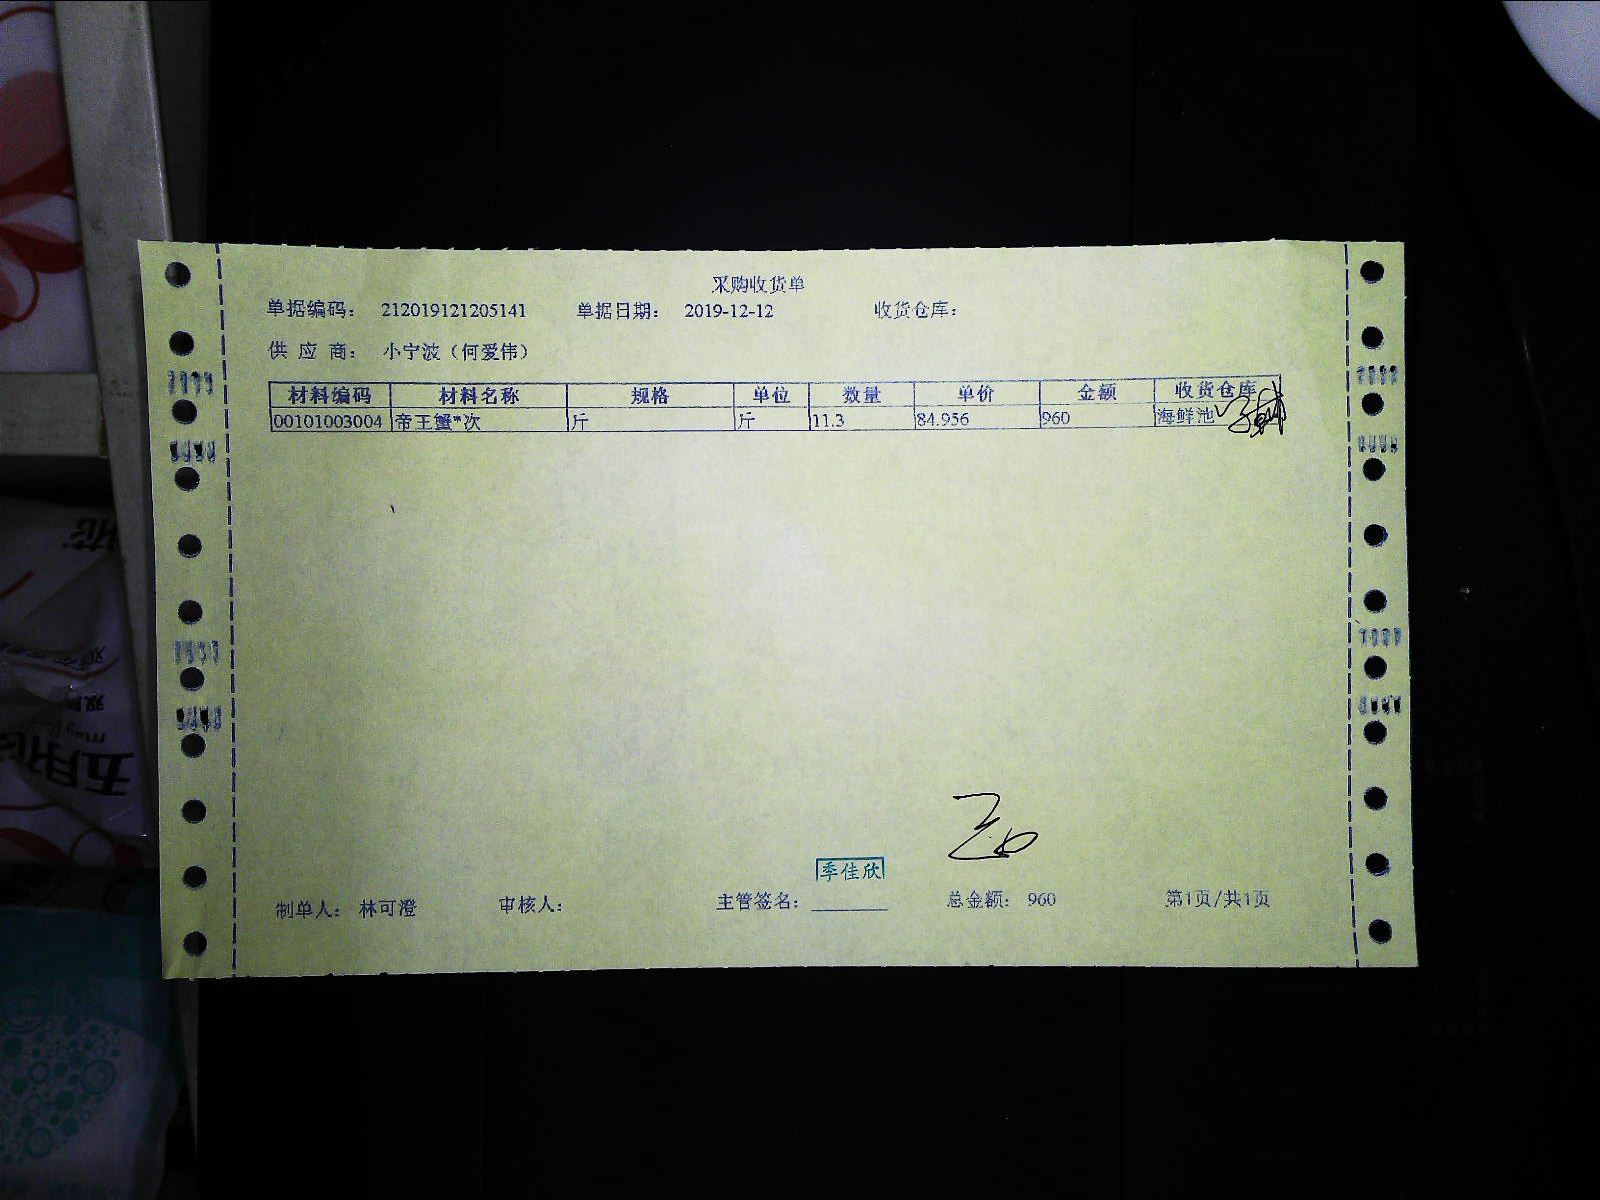 采购收货单
单据编码： 212019121205141 单据日期： 2019-12-12 收货仓库：
供 应 商： 小宁波（何爱伟）
材料编码 材料名称 规格 单位 数量 单价 金额 收货仓库
00101003004 帝王蟹*次 斤 斤 11.3 84.956 960 海鲜池
季佳欣
制单人： 林可澄 审核人： 主管签名： 总金额： 960 第1页/共1页
五月花